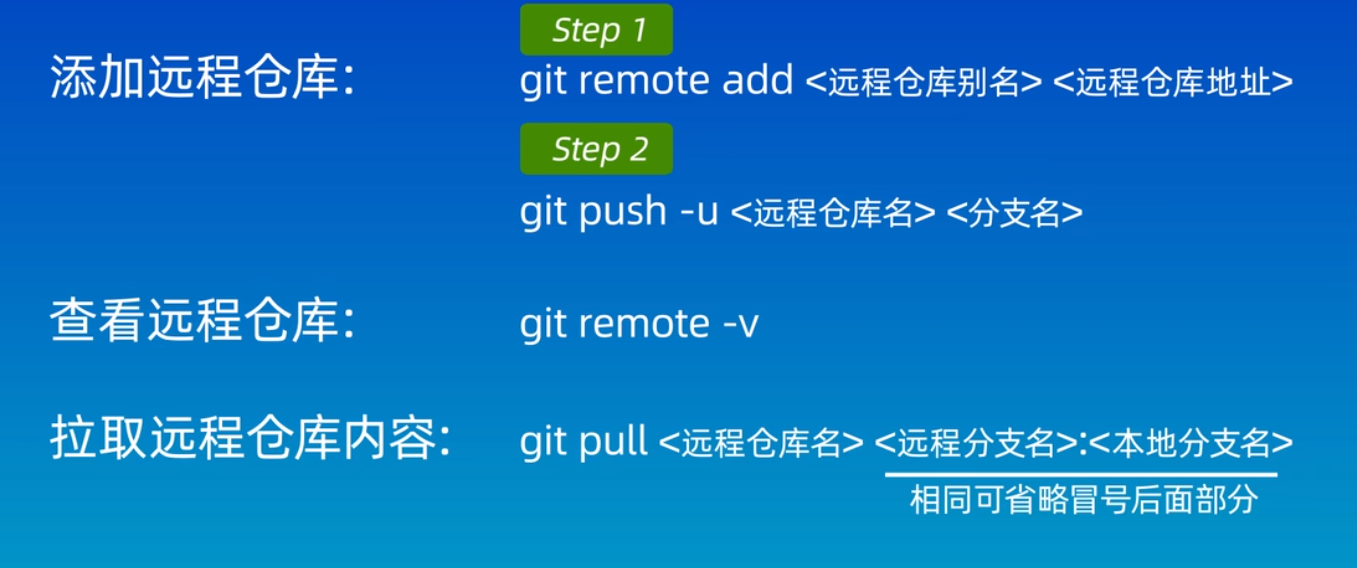 Step 1
添加远程仓库: git remote add <远程仓库别名> <远程仓库地址>
Step 2
git push -u <远程仓库名> <分支名>
查看远程仓库: git remote -v
拉取远程仓库内容: git pull <远程仓库名> <远程分支名>:<本地分支名>
相同可省略冒号后面部分